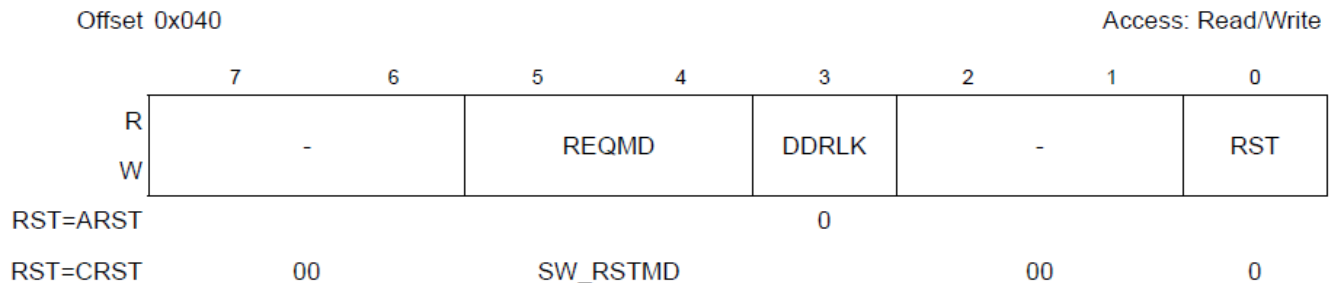 Offset 0x040 Access: Read/Write
7 6 5 4 3 2 1 0
R
- REQMD DDRLK - RST
W
RST=ARST 0
RST=CRST 00 SW_RSTMD 00 0